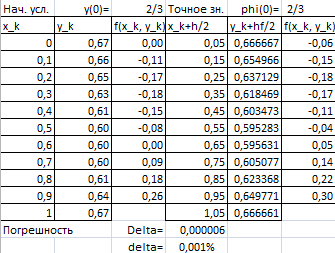 Нач. усл. y(0)= 2/3 Точное зн. phi(0)= 2/3
x_k y_k f(x_k, y_k) x_k+h/2 y_k+hf/2 f(x_k, y_k)
0 0,67 0,00 0,05 0,666667 -0,06
0,1 0,66 -0,11 0,15 0,654966 -0,15
0,2 0,65 -0,17 0,25 0,637129 -0,18
0,3 0,63 -0,18 0,35 0,618469 -0,17
0,4 0,61 -0,15 0,45 0,603473 -0,11
0,5 0,60 -0,08 0,55 0,595283 -0,04
0,6 0,60 0,00 0,65 0,595631 0,05
0,7 0,60 0,09 0,75 0,605077 0,14
0,8 0,61 0,18 0,85 0,623368 0,22
0,9 0,64 0,26 0,95 0,649771 0,30
1 0,67 1,05 0,666661
Погрешность Delta= 0,000006
delta= 0,001%